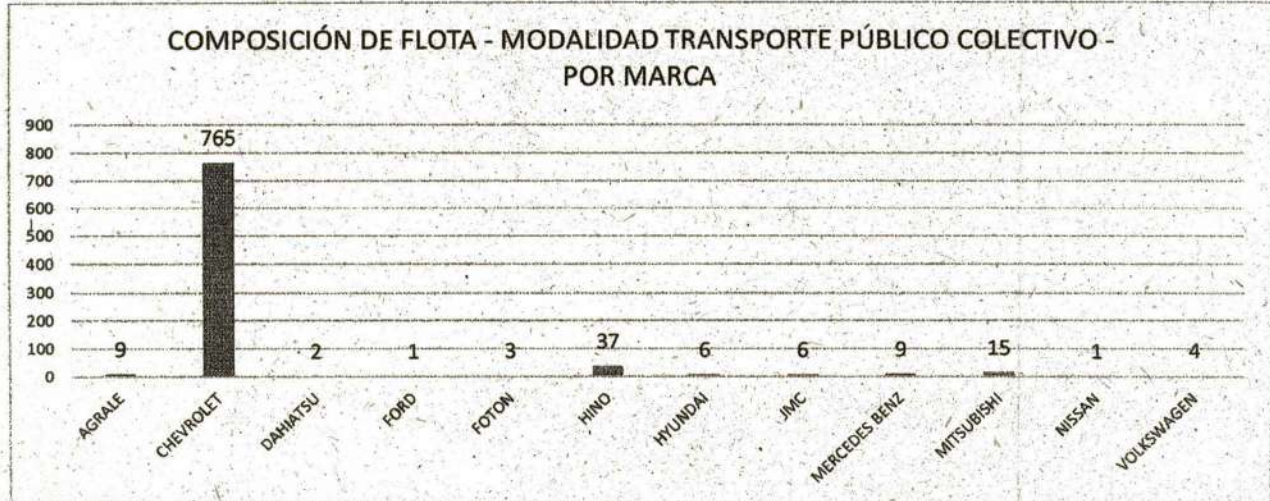 COMPOSICIÓN DE FLOTA - MODALIDAD TRANSPORTE PÚBLICO COLECTIVO -
POR MARCA
900
800
700
600
500
400
300
200
100
0
9
765
2
1
3
37
6
6
9
15
1
4
AGRALE
CHEVROLET
DAHIATSU
FORD
FOTON
HINO
HYUNDAI
JMC
MERCEDES BENZ
MITSUBISHI
NISSAN
VOLKSWAGEN